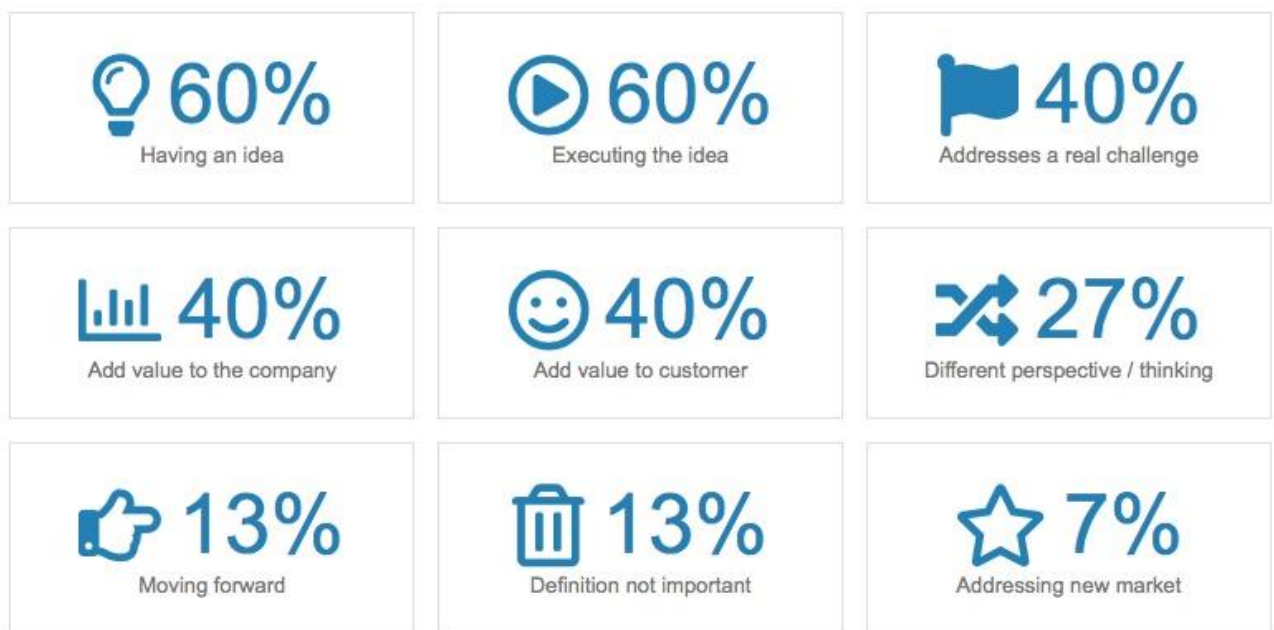 60%
Having an idea
60%
Executing the idea
40%
Addresses a real challenge
40%
Add value to the company
40%
Add value to customer
27%
Different perspective / thinking
13%
Moving forward
13%
Definition not important
7%
Addressing new market